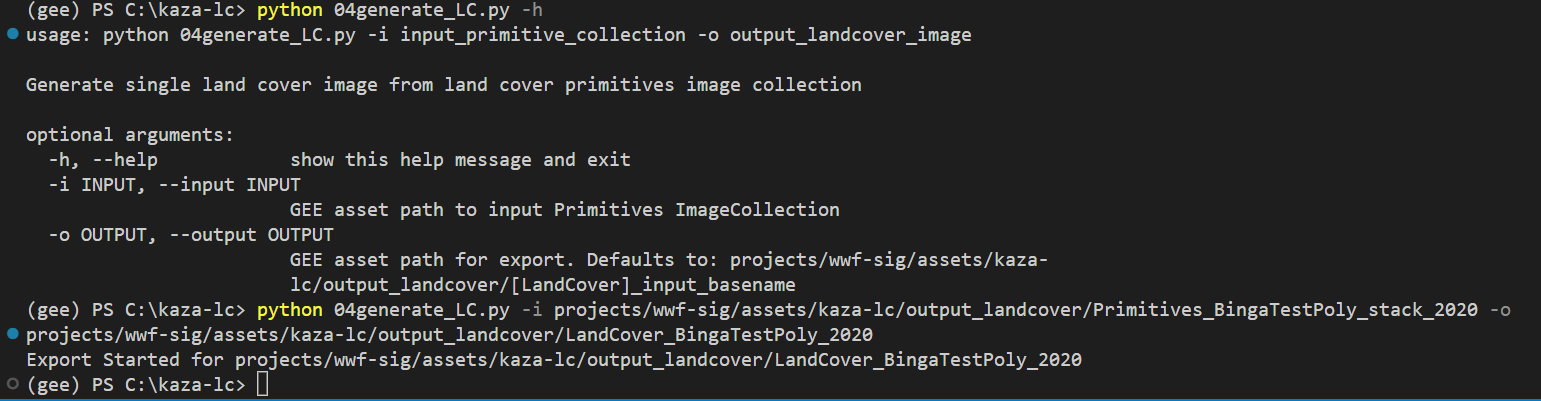 (gee) PS C:\kaza-lc> python 04generate_LC.py -h
usage: python 04generate_LC.py -i input_primitive_collection -o output_landcover_image
Generate single land cover image from land cover primitives image collection
optional arguments:
-h, --help show this help message and exit
-i INPUT, --input INPUT
GEE asset path to input Primitives ImageCollection
-o OUTPUT, --output OUTPUT
GEE asset path for export. Defaults to: projects/wwf-sig/assets/kaza-
lc/output_landcover/[LandCover]_input_basename
(gee) PS C:\kaza-lc> python 04generate_LC.py -i projects/wwf-sig/assets/kaza-lc/output_landcover/Primitives_BingaTestPoly_stack_2020 -o
projects/wwf-sig/assets/kaza-lc/output_landcover/LandCover_BingaTestPoly_2020
Export Started for projects/wwf-sig/assets/kaza-lc/output_landcover/LandCover_BingaTestPoly_2020
(gee) PS C:\kaza-lc>